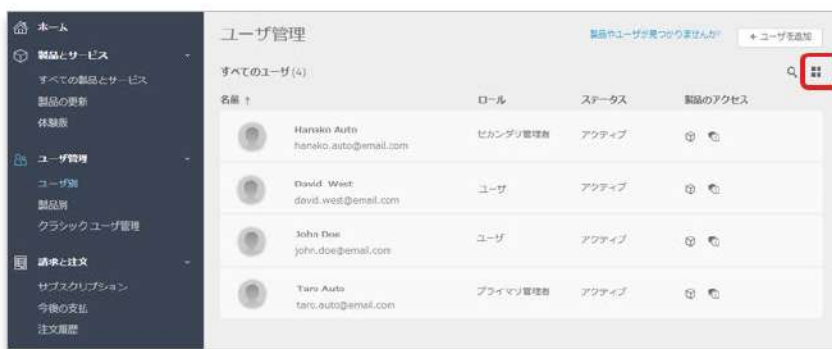 ホーム
製品とサービス
すべての製品とサービス
製品の更新
体験版
ユーザ管理
ユーザ別
製品別
クラシック ユーザ管理
請求と注文
サブスクリプション
今後の支払
注文履歴
ユーザ管理
製品やユーザが見つかりませんか?
+ ユーザを追加
すべてのユーザ (4)
名前 ↑ ロール ステータス 製品のアクセス
Hanako Auto
hanako.auto@email.com
セカンダリ管理者 アクティブ
David West
david.west@email.com
ユーザ アクティブ
John Doe
john.doe@email.com
ユーザ アクティブ
Taro Auto
taro.auto@email.com
プライマリ管理者 アクティブ